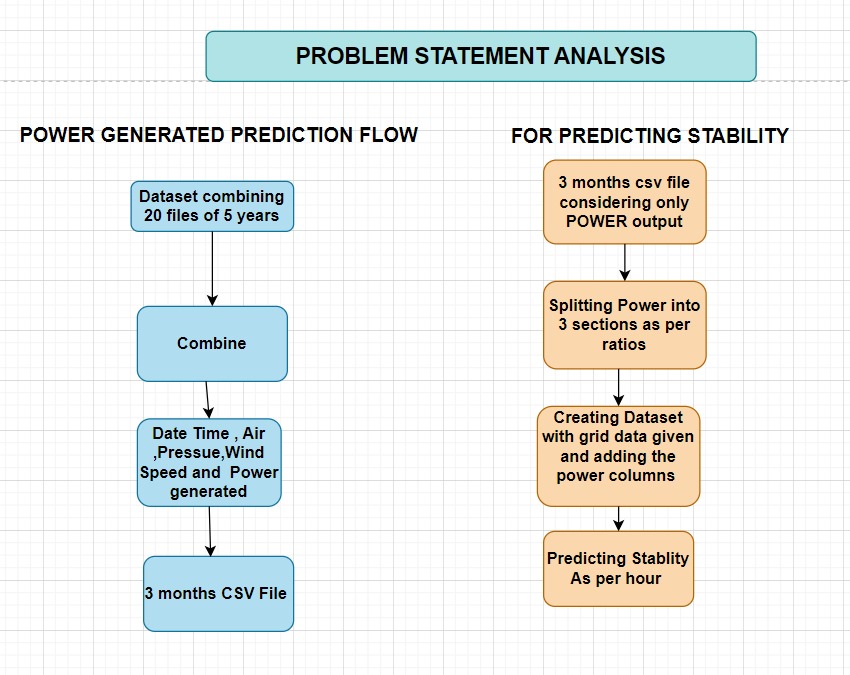 PROBLEM STATEMENT ANALYSIS
POWER GENERATED PREDICTION FLOW
Dataset combining
20 files of 5 years
Combine
Date Time , Air
,Pressue,Wind
Speed and Power
generated
3 months CSV File
FOR PREDICTING STABILITY
3 months csv file
considering only
POWER output
Splitting Power into
3 sections as per
ratios
Creating Dataset
with grid data given
and adding the
power columns
Predicting Stablity
As per hour